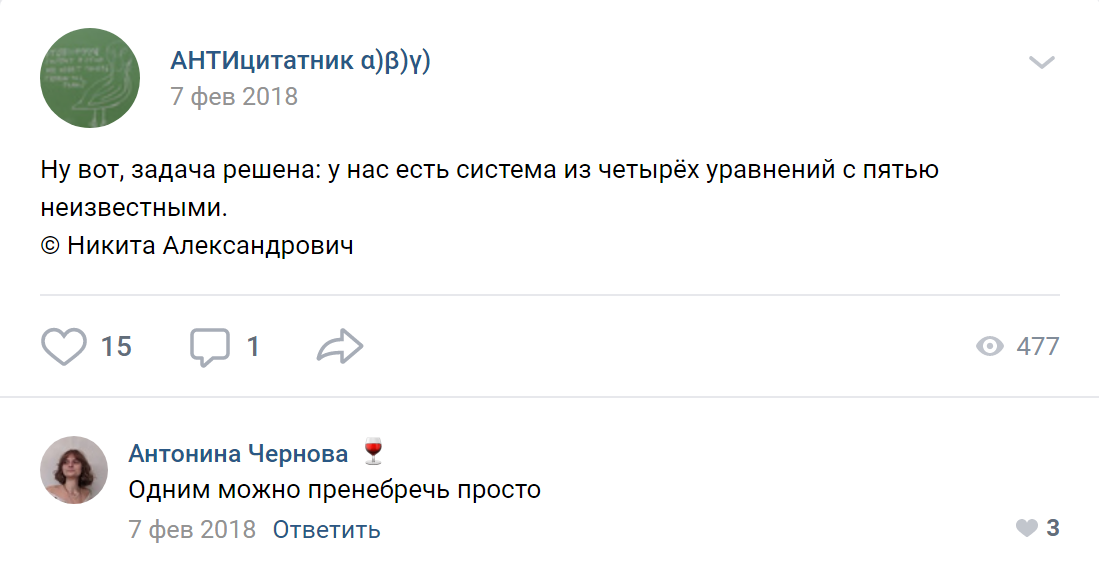 АНТИцитатник α)β)γ)
7 фев 2018
Ну вот, задача решена: у нас есть система из четырёх уравнений с пятью
неизвестными.
© Никита Александрович
15 1 477
Антонина Чернова 🍷
Одним можно пренебречь просто
7 фев 2018 Ответить 3